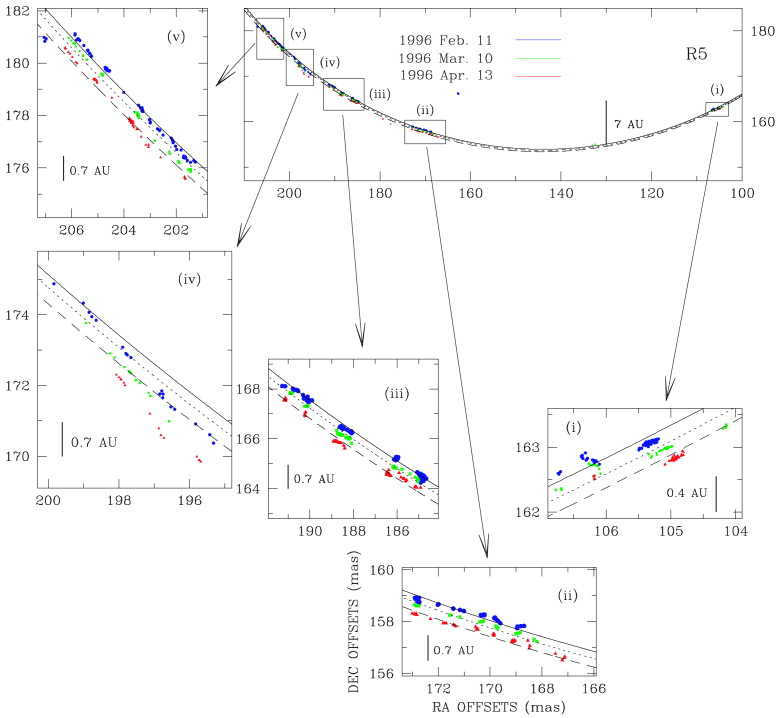 182
180
178
176
(v)
0.7 AU
206
204
202
1996 Feb. 11
1996 Mar. 10
1996 Apr. 13
R5
(v)
(iv)
(iii)
(ii)
(i)
7 AU
180
160
200
180
160
140
120
100
174
172
170
(iv)
0.7 AU
200
198
196
168
166
164
(iii)
0.7 AU
190
188
186
163
162
(i)
0.4 AU
106
105
104
160
158
156
(ii)
0.7 AU
172
170
168
166
DEC OFFSETS (mas)
RA OFFSETS (mas)